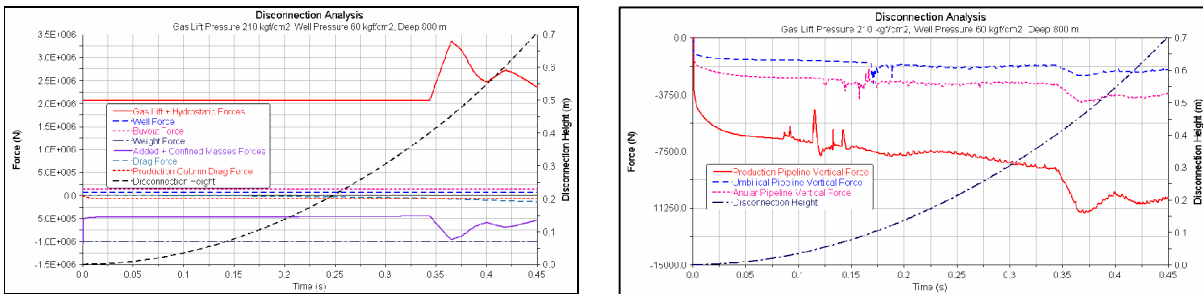 Disconnection Analysis
Gas Lift Pressure 210 kgf/cm2, Well Pressure 60 kgf/cm2, Deep 800 m
3.5E+006
3.0E+006
2.5E+006
2.0E+006
1.5E+006
1.0E+006
5.0E+005
0.0
-5.0E+005
-1.0E+006
-1.5E+006
Force (N)
Gas Lift + Hydrostatic Forces
Well Force
Buyout Force
Weight Force
Added + Confined Masses Forces
Drag Force
Production Column Drag Force
Disconnection Height
0.7
0.6
0.5
0.4
0.3
0.2
0.1
0.0
Disconnection Height (m)
0. 0.05 0.1 0.15 0.2 0.25 0.3 0.35 0.4 0.45
Time (s)
Disconnection Analysis
Gas Lift Pressure 210 kgf/cm2, Well Pressure 60 kgf/cm2, Deep 800 m
0.0
-3750.0
-7500.0
-11250.0
-15000.0
Force (N)
Production Pipeline Vertical Force
Umbilical Pipeline Vertical Force
Anular Pipeline Vertical Force
Disconnection Height
0.7
0.6
0.5
0.4
0.3
0.2
0.1
0.0
Disconnection Height (m)
0. 0.05 0.1 0.15 0.2 0.25 0.3 0.35 0.4 0.45
Time (s)